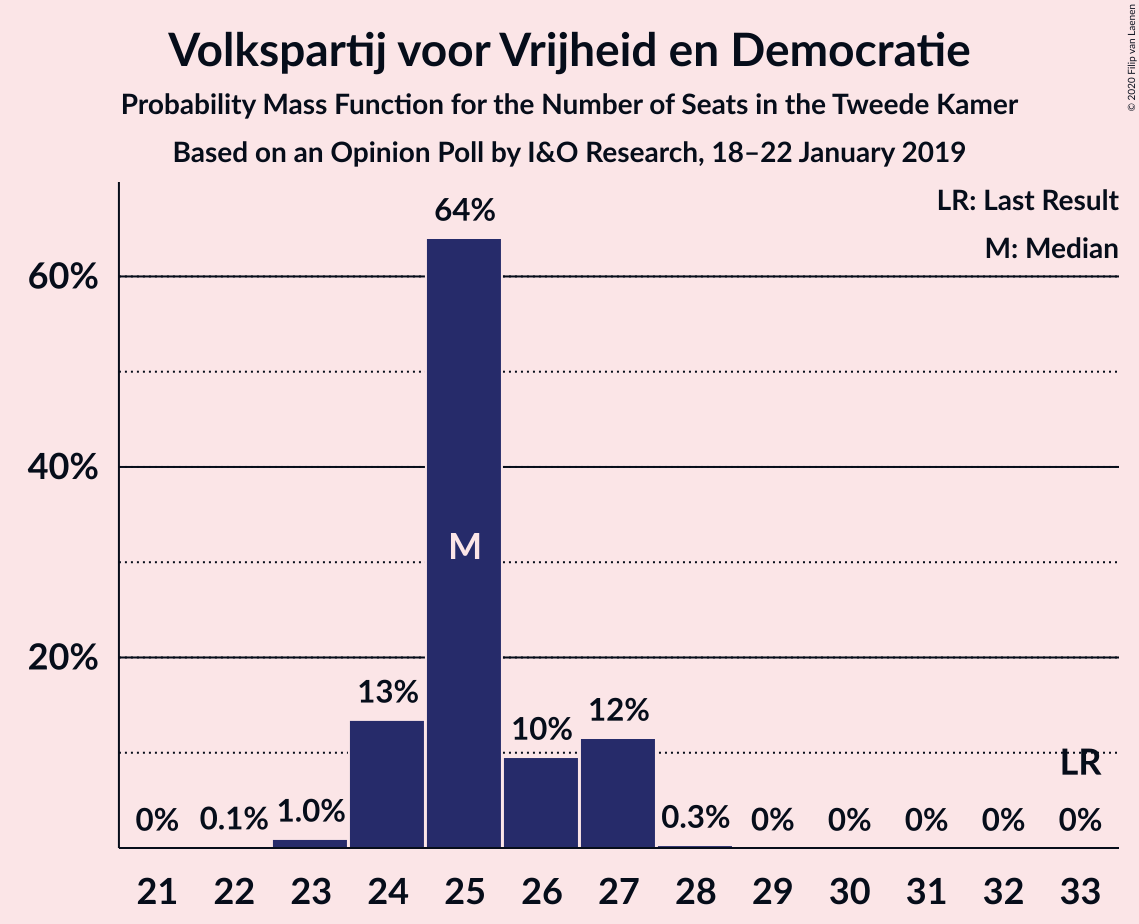 Volkspartij voor Vrijheid en Democratie
Probability Mass Function for the Number of Seats in the Tweede Kamer
Based on an Opinion Poll by I&O Research, 18–22 January 2019
© 2020 Filip van Laenen
LR: Last Result
M: Median
60%
40%
20%
0% 0.1% 1.0% 13% 64% 10% 12% 0.3% 0% 0% 0% 0% 0%
M
LR
21 22 23 24 25 26 27 28 29 30 31 32 33